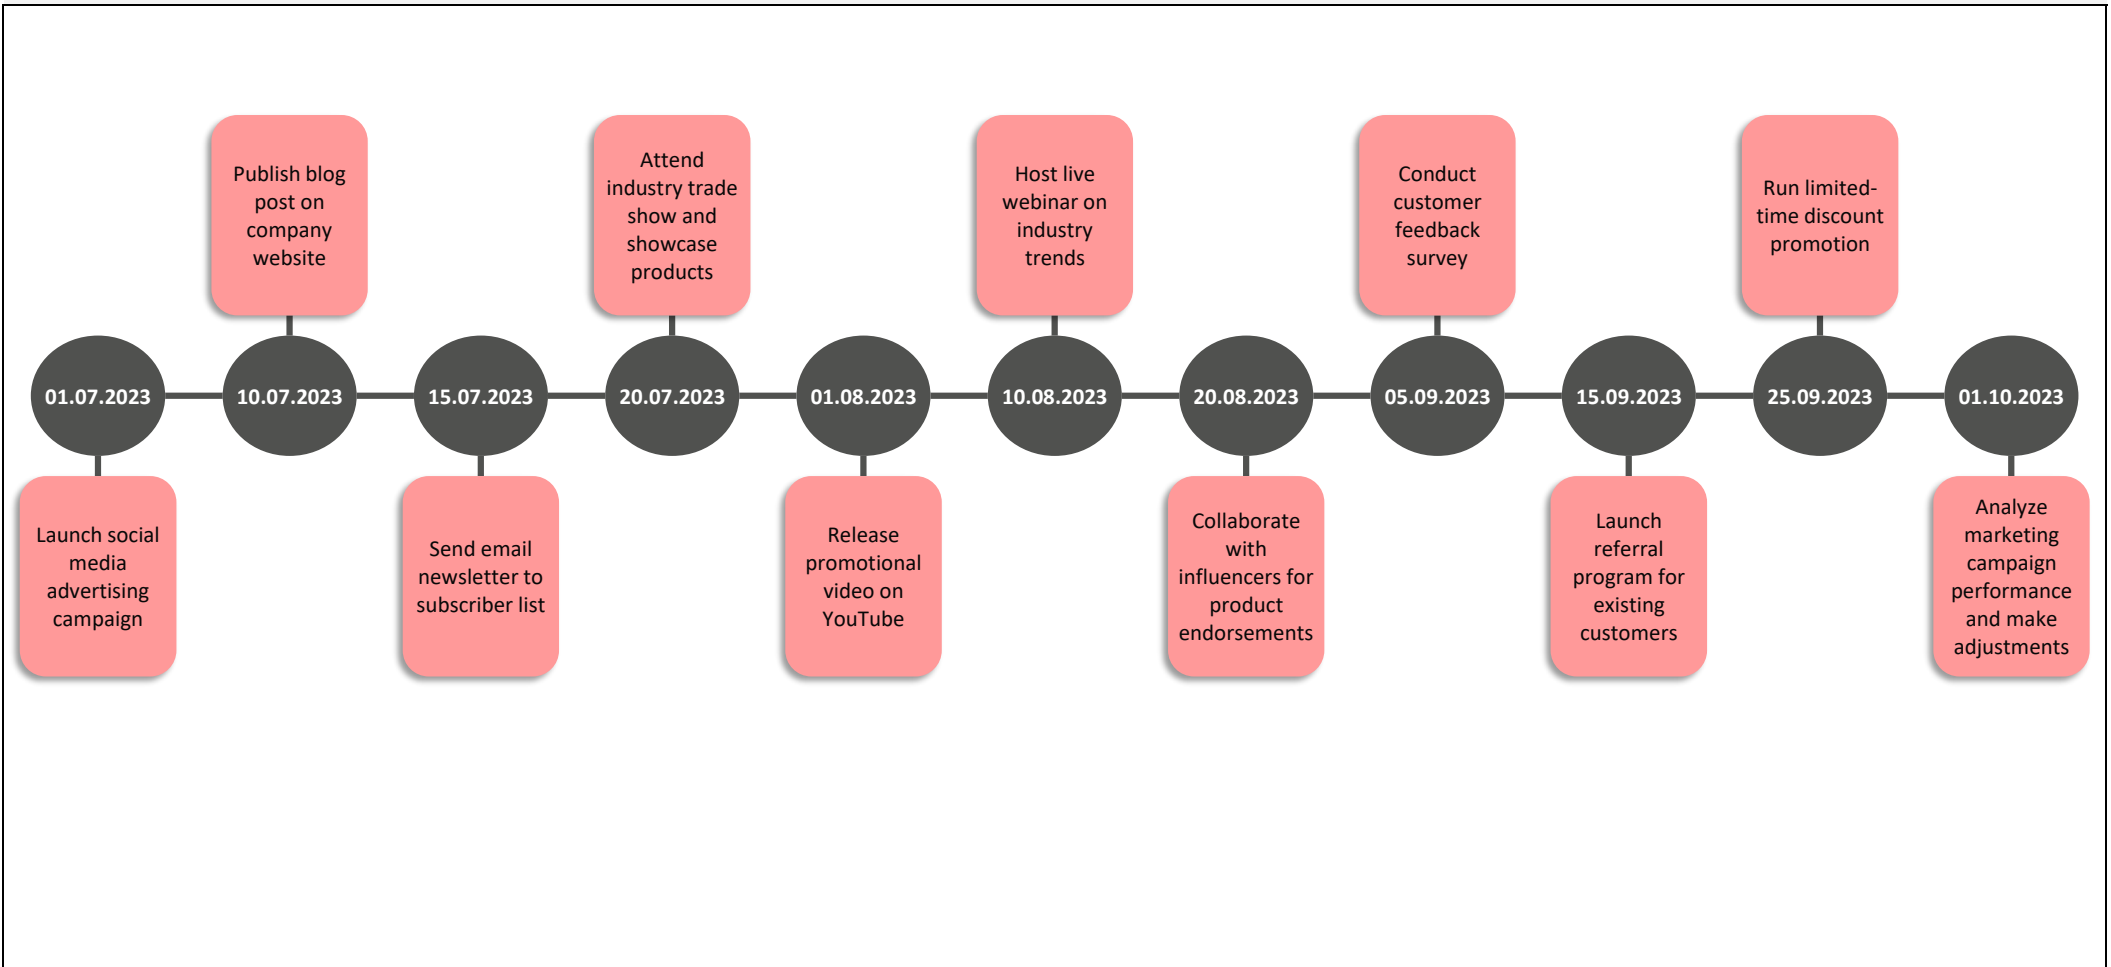 Publish blog
post on
company
website
Attend
industry trade
show and
showcase
products
Host live
webinar on
industry
trends
Conduct
customer
feedback
survey
Run limited-
time discount
promotion
01.07.2023
10.07.2023
15.07.2023
20.07.2023
01.08.2023
10.08.2023
20.08.2023
05.09.2023
15.09.2023
25.09.2023
01.10.2023
Launch social
media
advertising
campaign
Send email
newsletter to
subscriber list
Release
promotional
video on
YouTube
Collaborate
with
influencers for
product
endorsements
Launch
referral
program for
existing
customers
Analyze
marketing
campaign
performance
and make
adjustments